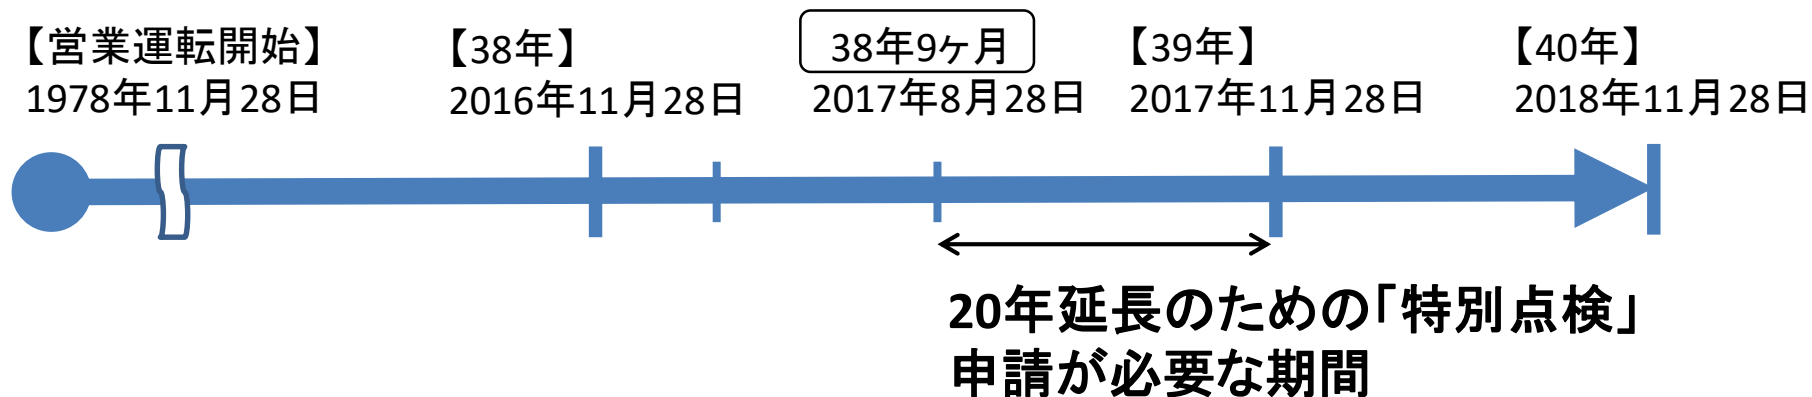 【営業運転開始】
1978年11月28日
【38年】
2016年11月28日
38年9ヶ月
2017年8月28日
【39年】
2017年11月28日
【40年】
2018年11月28日
20年延長のための「特別点検」
申請が必要な期間